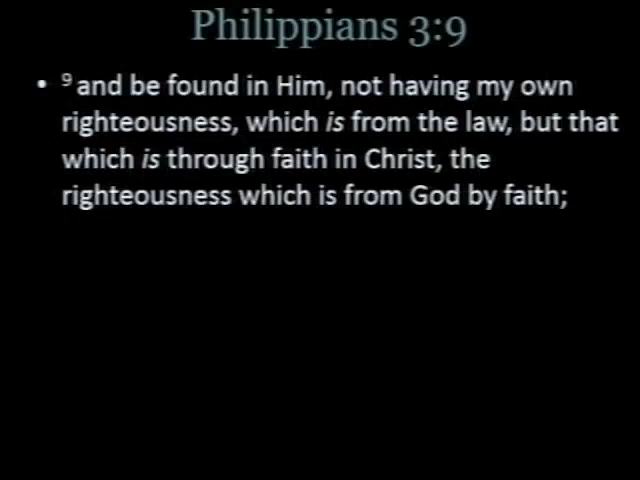 Philippians 3:9
• 9 and be found in Him, not having my own
righteousness, which is from the law, but that
which is through faith in Christ, the
righteousness which is from God by faith;